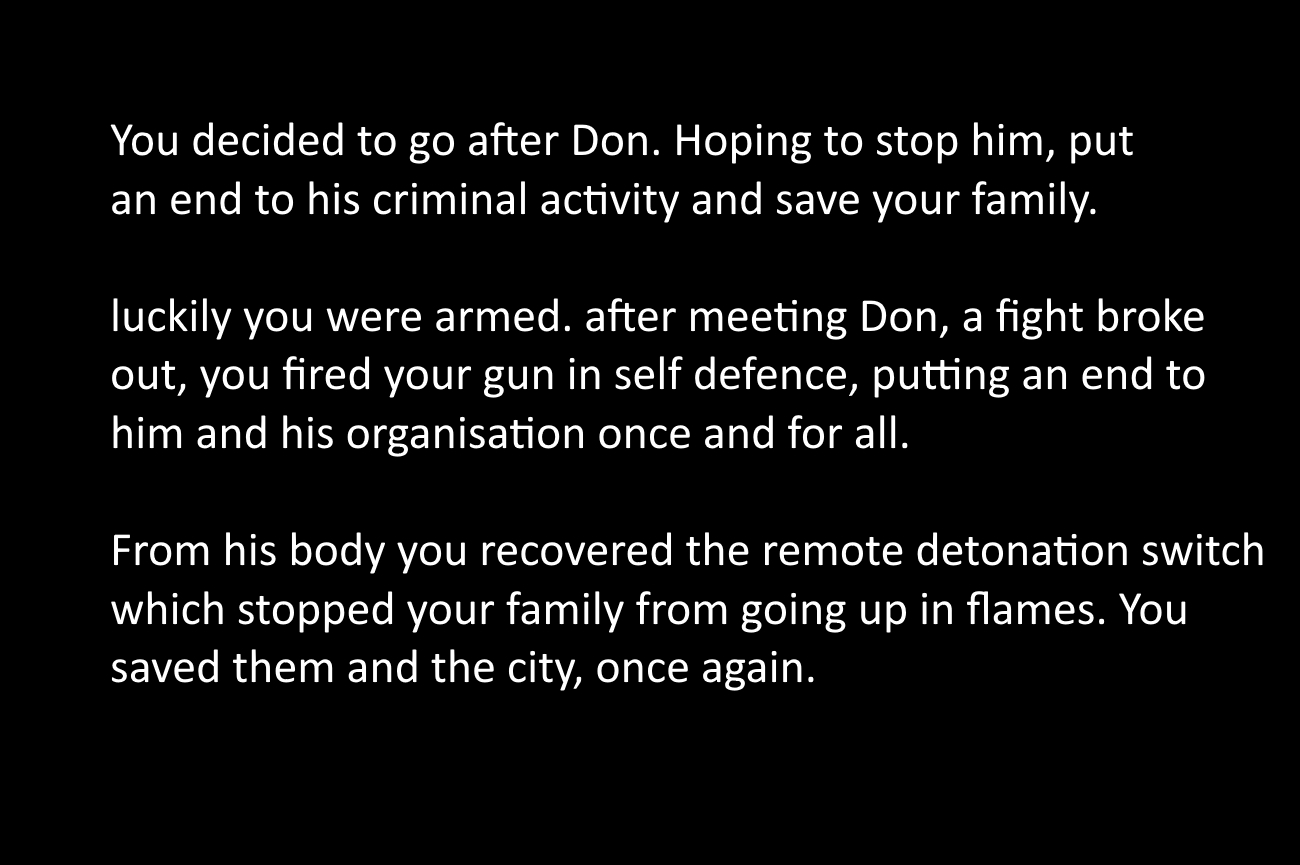 You decided to go after Don. Hoping to stop him, put
an end to his criminal activity and save your family.
luckily you were armed. after meeting Don, a fight broke
out, you fired your gun in self defence, putting an end to
him and his organisation once and for all.
From his body you recovered the remote detonation switch
which stopped your family from going up in flames. You
saved them and the city, once again.